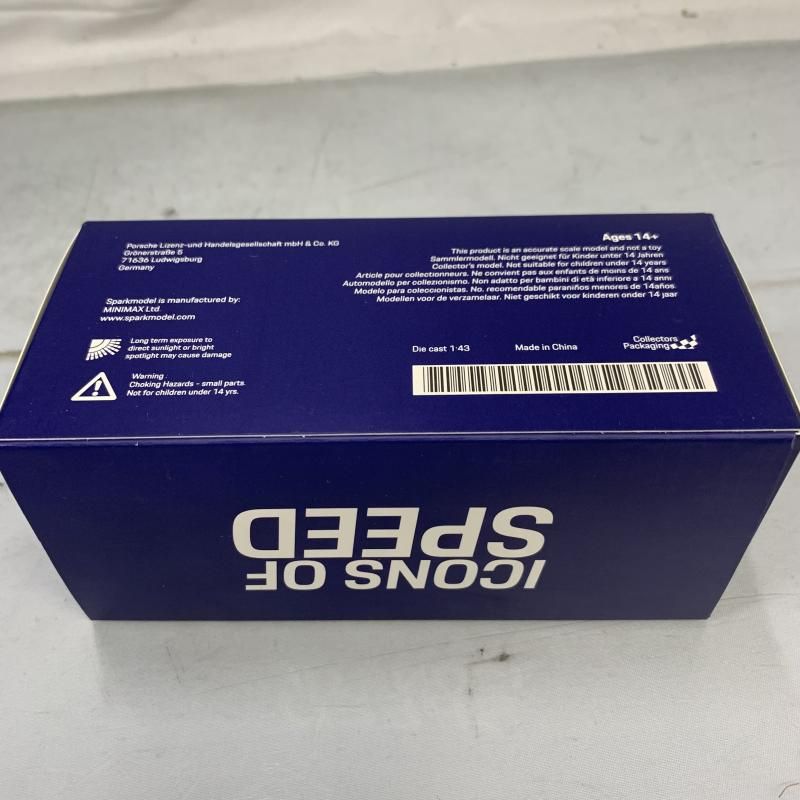 Porsche Lizenz-und Handelsgesellschaft mbH & Co. KG
Grönerstraße 5
71636 Ludwigsburg
Germany
Sparkmodel is manufactured by:
MINIMAX Ltd
www.sparkmodel.com
Long term exposure to
direct sunlight or bright
spotlight may cause damage
Warning
Choking Hazards - small parts.
Not for children under 14 yrs.
Ages 14+
This product is an accurate scale model and not a toy
Sammlermodell. Nicht geeignet für Kinder unter 14 Jahren
Collector's model. Not suitable for children under 14 years
Article pour collectionneurs. Ne convient pas aux enfants de moins de 14 ans
Automodello per collezionismo. Non adatto per bambini di età inferiore a 14 anni
Modelo para coleccionistas. No. recomendable paraniños menores de 14años
Modellen voor de verzamelaar. Niet geschikt voor kinderen onder 14 jaar
Die cast 1:43
Made in China
Collectors
Packaging
ICONS OF
SPEED